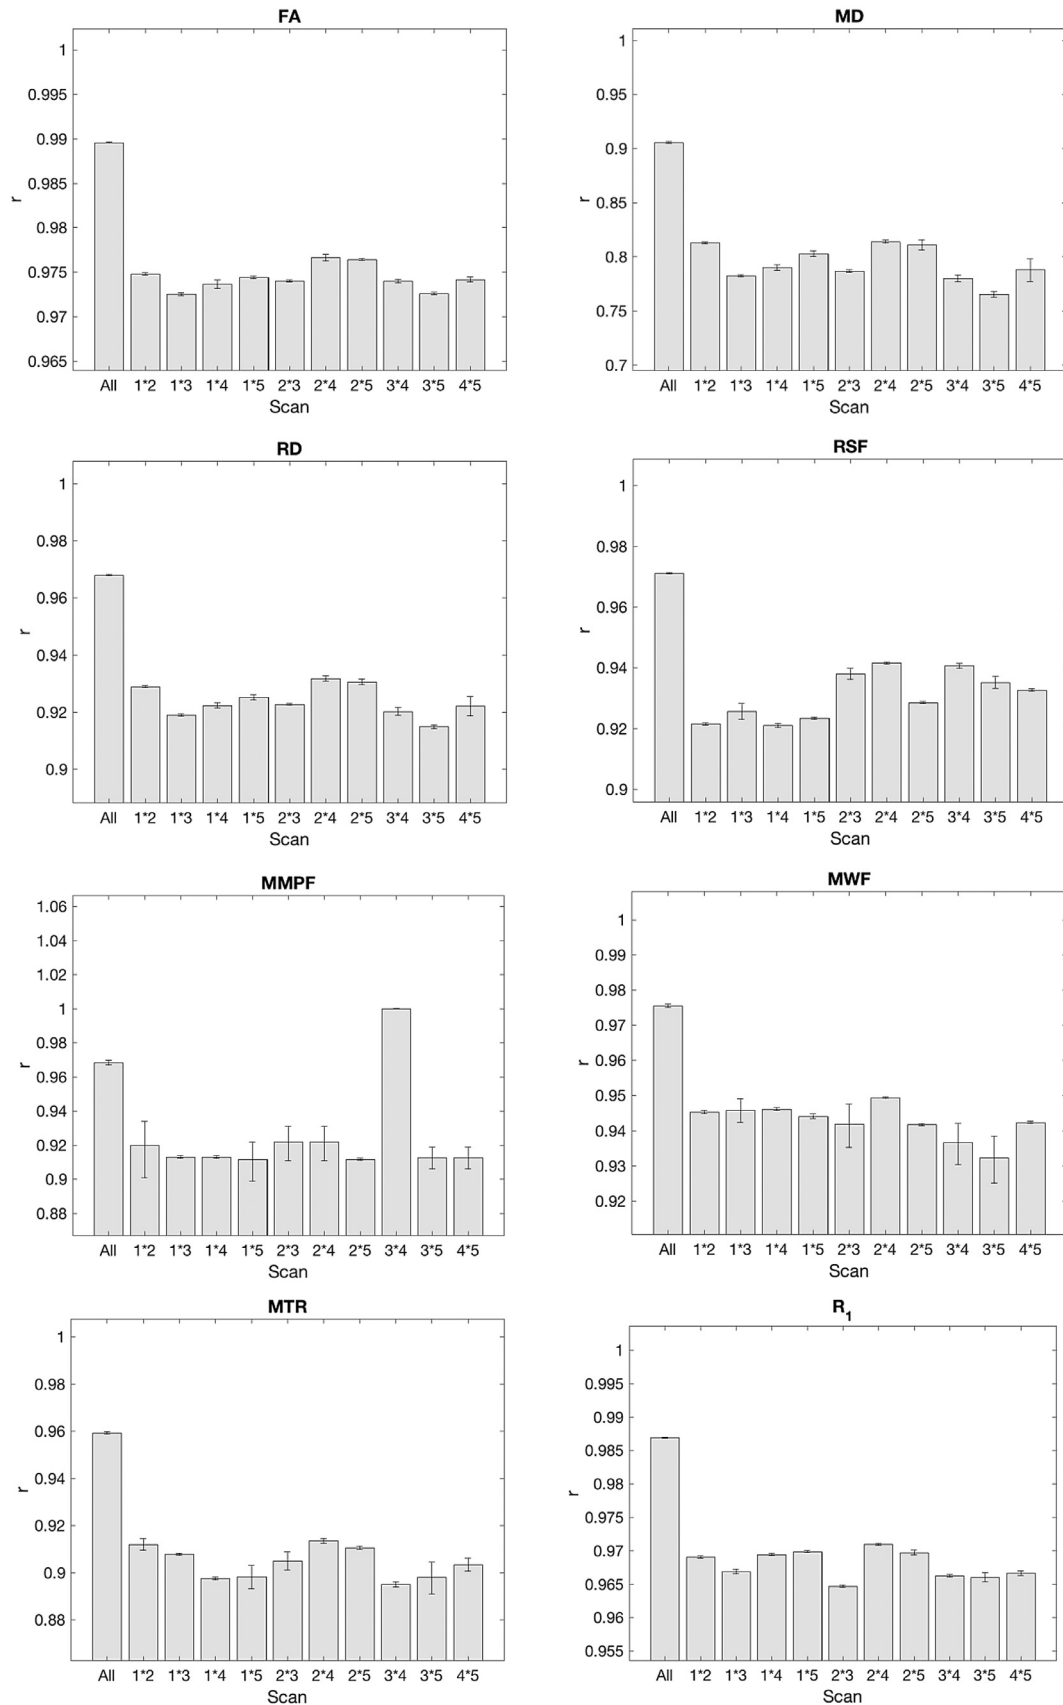 FA
1
0.995
0.99
0.985
0.98
0.975
0.97
0.965
r
All 1*2 1*3 1*4 1*5 2*3 2*4 2*5 3*4 3*5 4*5
Scan
MD
1
0.95
0.9
0.85
0.8
0.75
0.7
r
All 1*2 1*3 1*4 1*5 2*3 2*4 2*5 3*4 3*5 4*5
Scan
RD
1
0.98
0.96
0.94
0.92
0.9
r
All 1*2 1*3 1*4 1*5 2*3 2*4 2*5 3*4 3*5 4*5
Scan
RSF
1
0.98
0.96
0.94
0.92
0.9
r
All 1*2 1*3 1*4 1*5 2*3 2*4 2*5 3*4 3*5 4*5
Scan
MMPF
1.06
1.04
1.02
1
0.98
0.96
0.94
0.92
0.9
0.88
r
All 1*2 1*3 1*4 1*5 2*3 2*4 2*5 3*4 3*5 4*5
Scan
MWF
1
0.99
0.98
0.97
0.96
0.95
0.94
0.93
0.92
r
All 1*2 1*3 1*4 1*5 2*3 2*4 2*5 3*4 3*5 4*5
Scan
MTR
1
0.98
0.96
0.94
0.92
0.9
0.88
r
All 1*2 1*3 1*4 1*5 2*3 2*4 2*5 3*4 3*5 4*5
Scan
R1
1
0.995
0.99
0.985
0.98
0.975
0.97
0.965
0.96
0.955
r
All 1*2 1*3 1*4 1*5 2*3 2*4 2*5 3*4 3*5 4*5
Scan